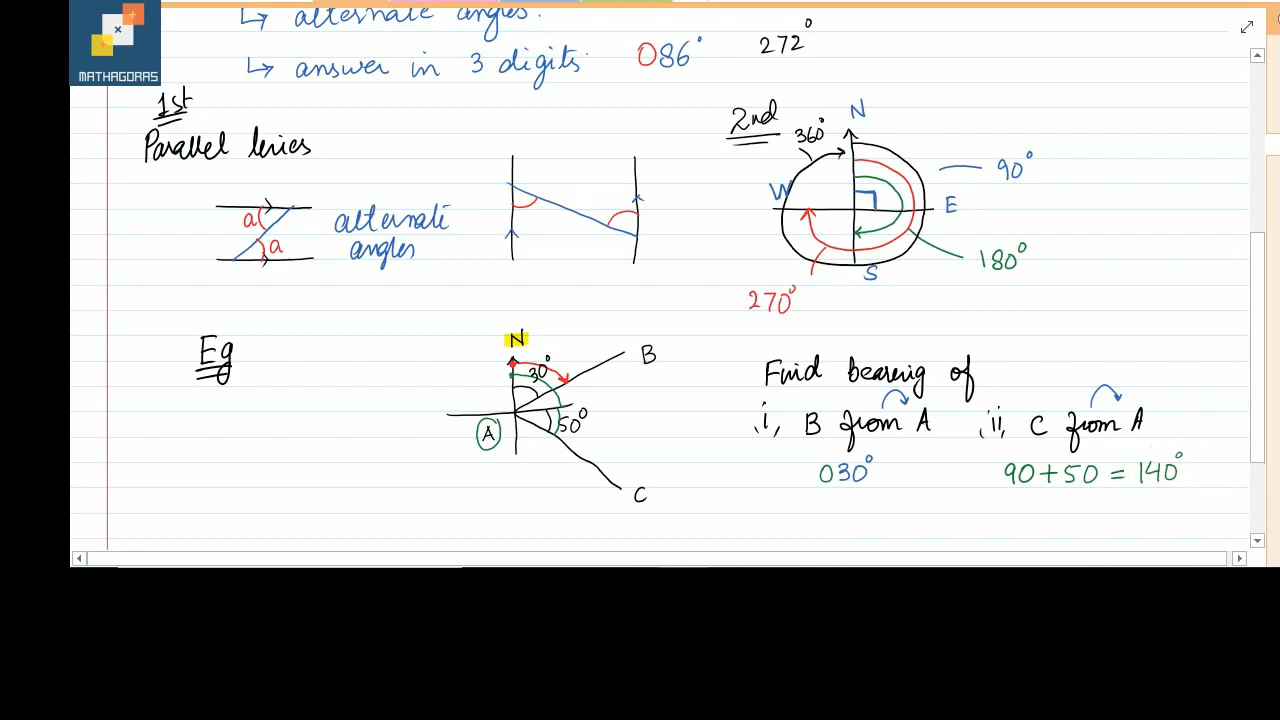 ↳ alternate angles.
↳ answer in 3 digits 086° 272°
MATHAGORAS
1st
Parallel lines
a
a
alternate
angles
2nd
N
360°
90°
W
E
S
180°
270°
Eg
N
30°
B
A
50°
C
Find bearing of
i, B from A ii, C from A
030° 90+50 = 140°